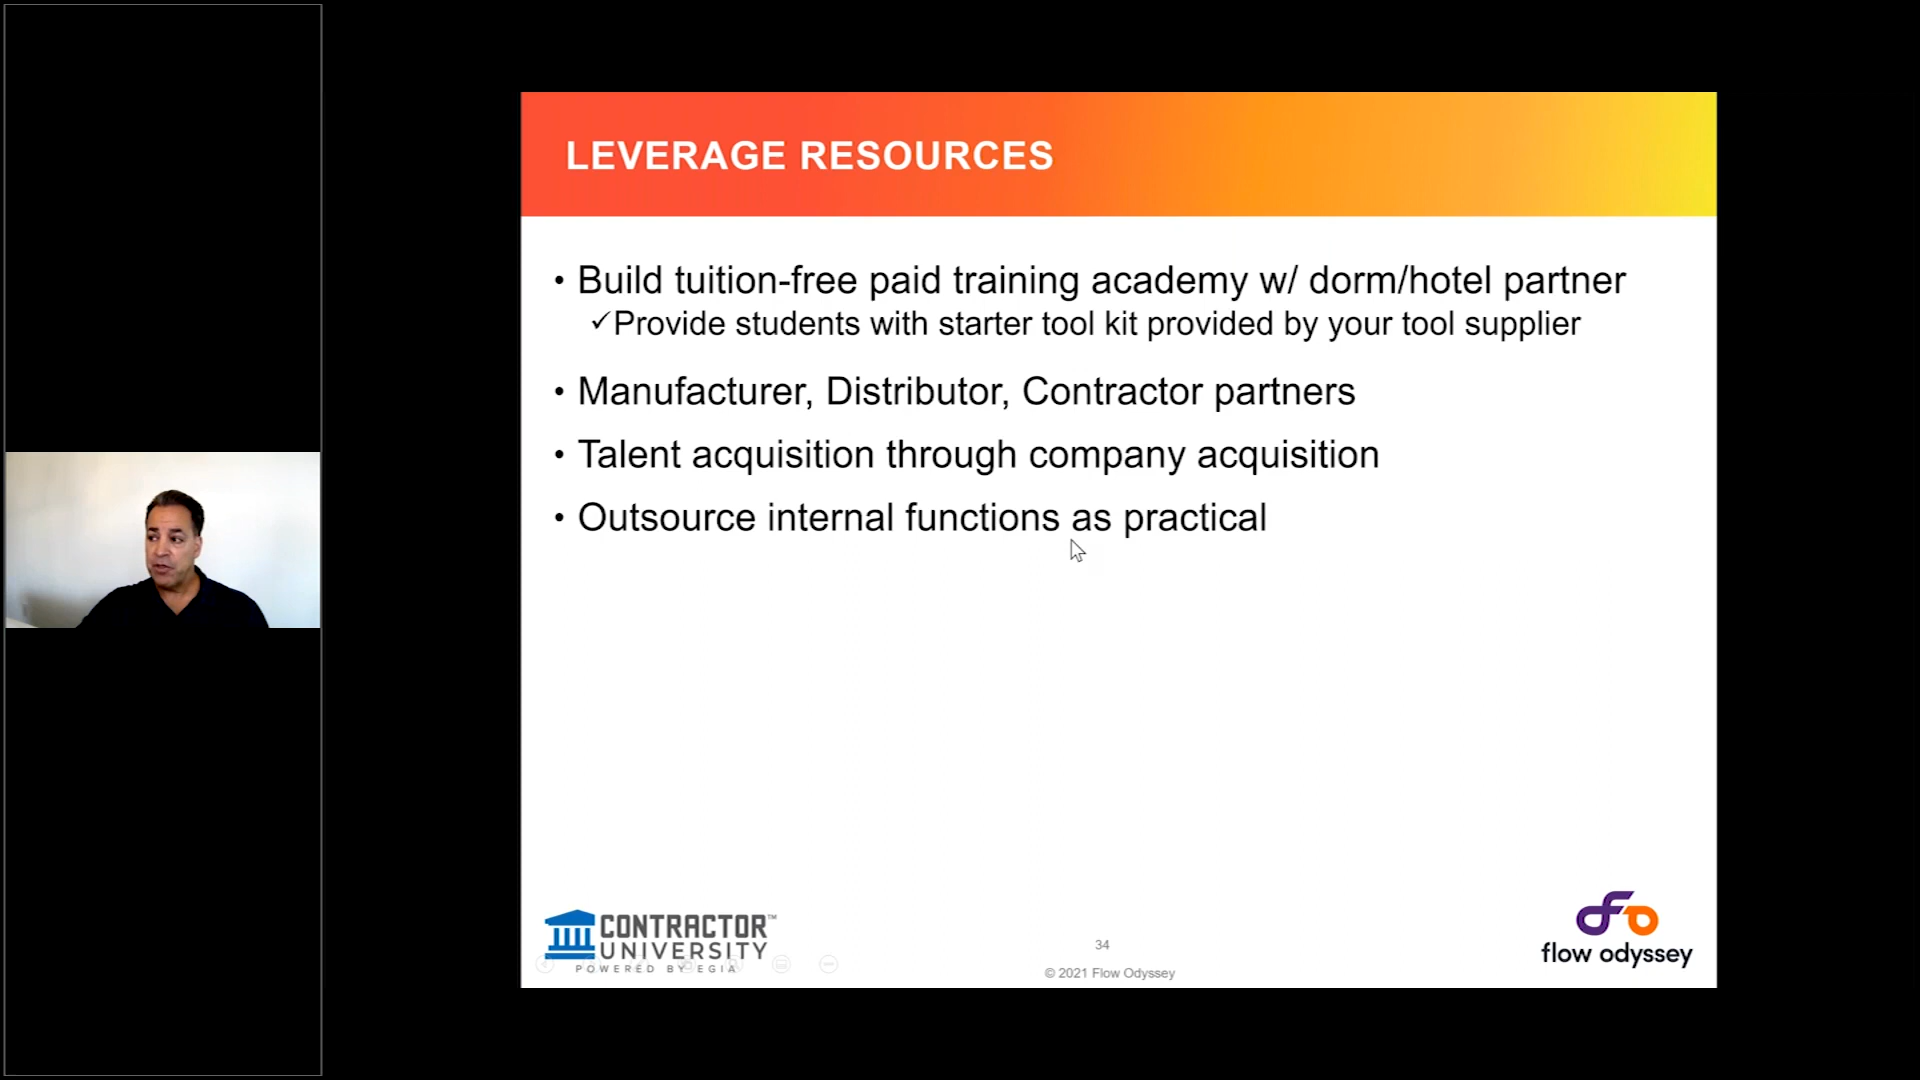 LEVERAGE RESOURCES
• Build tuition-free paid training academy w/ dorm/hotel partner
✓Provide students with starter tool kit provided by your tool supplier
• Manufacturer, Distributor, Contractor partners
• Talent acquisition through company acquisition
• Outsource internal functions as practical
CONTRACTOR™
UNIVERSITY
POWERED BY EGIA
34
© 2021 Flow Odyssey
flow odyssey